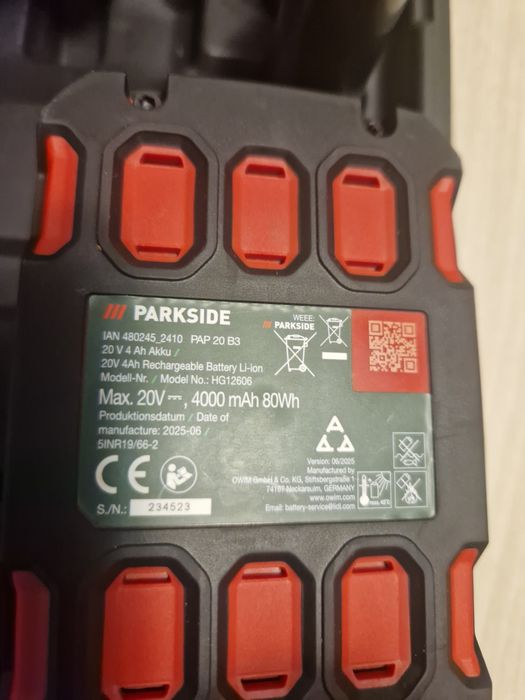 /// PARKSIDE
IAN 480245_2410 PAP 20 B3
20 V 4 Ah Akku /
20V 4Ah Rechargeable Battery Li-ion
Modell-Nr. / Model No.: HG12606
Max. 20V ⎓, 4000 mAh 80Wh
Produktionsdatum / Date of
manufacture: 2025-06 /
5INR19/66-2
CE
S./N.: 234523
WEEE:
/// PARKSIDE
Version: 06/2025
Manufactured by
OWIM GmbH & Co. KG, Stiftsbergstraße 1
74167 Neckarsulm, GERMANY
www.owim.com
Email: battery-service@lidl.com
max. 45°C